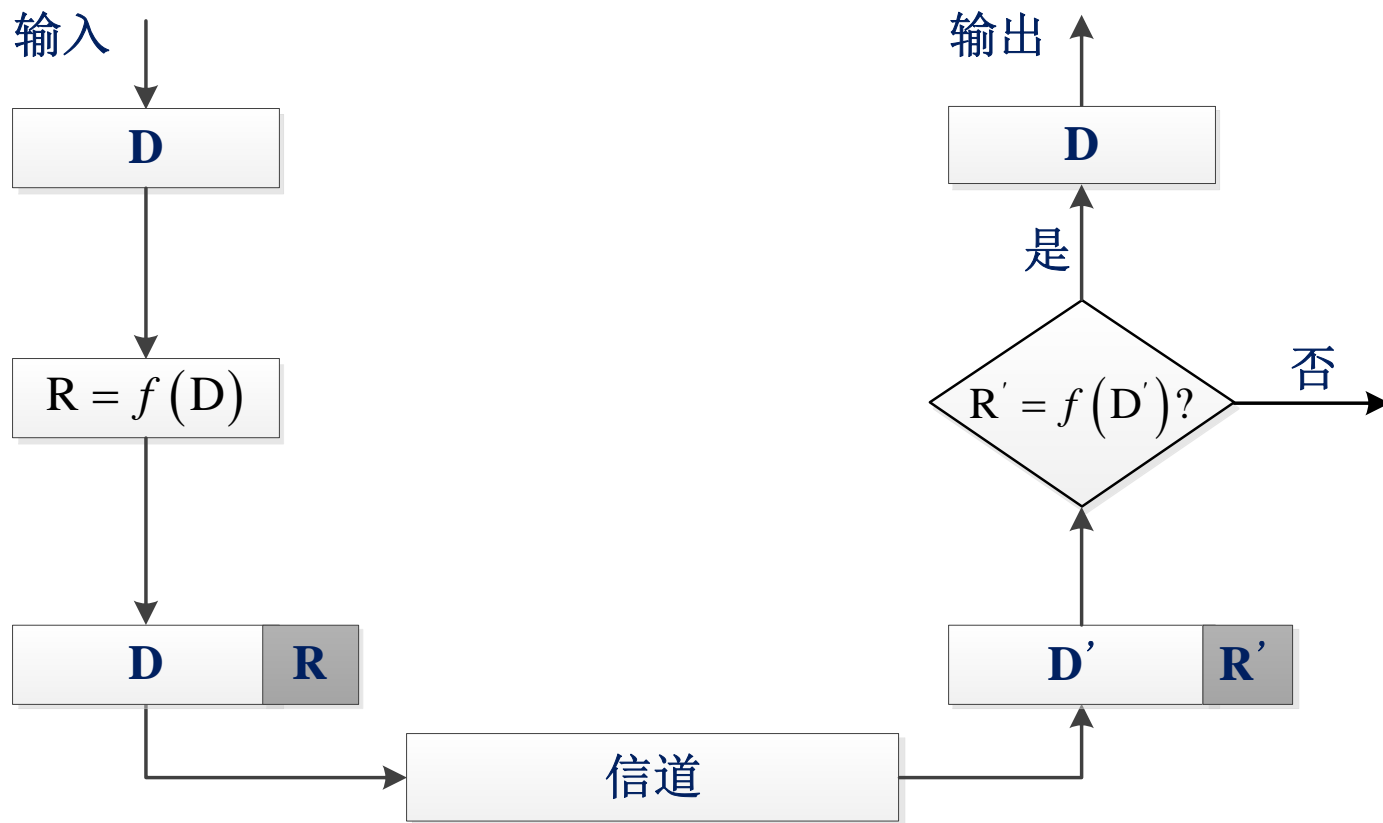 输入
D
R = f(D)
D R
信道
D’ R’
R' = f(D')?
否
是
D
输出